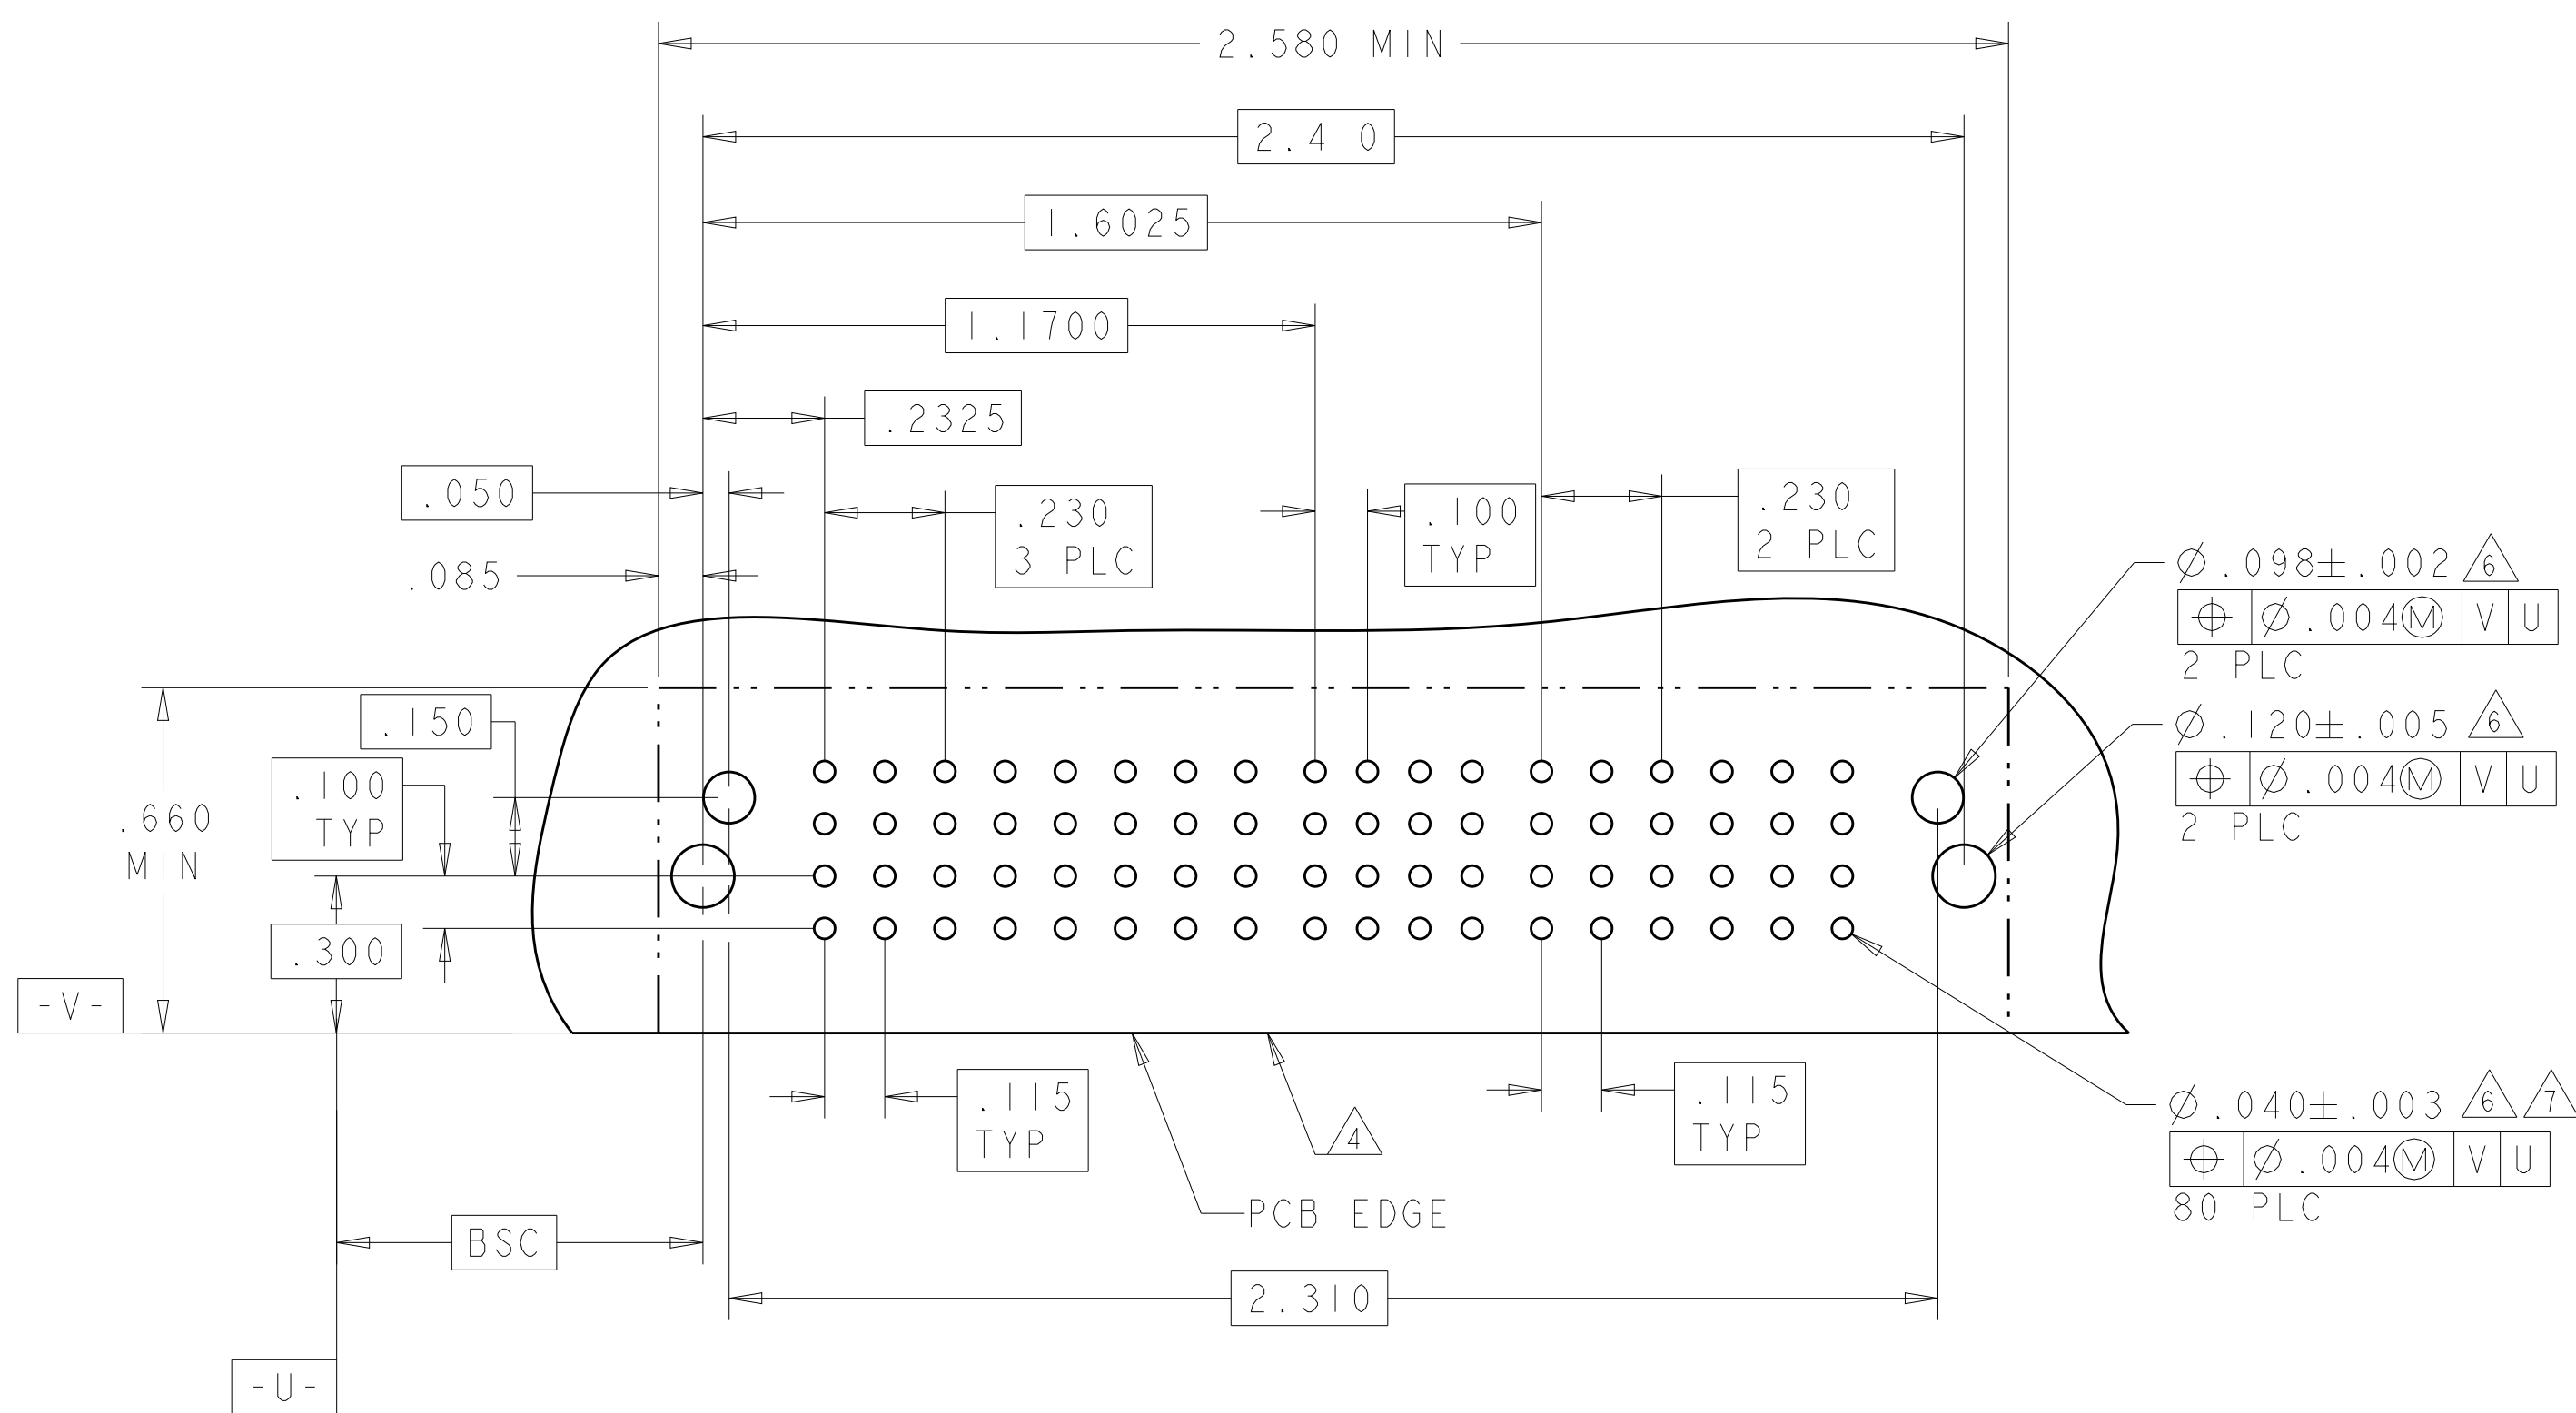 2.580 MIN
2.410
1.6025
1.1700
.2325
.050
.230
3 PLC
.100
TYP
.230
2 PLC
.085
⌀.098±.002 6
⌖ ⌀.004Ⓜ V U
2 PLC
.150
⌀.120±.005 6
⌖ ⌀.004Ⓜ V U
2 PLC
.100
TYP
.660
MIN
.300
-V-
.115
TYP
4
.115
TYP
⌀.040±.003 6 7
⌖ ⌀.004Ⓜ V U
80 PLC
PCB EDGE
BSC
2.310
-U-